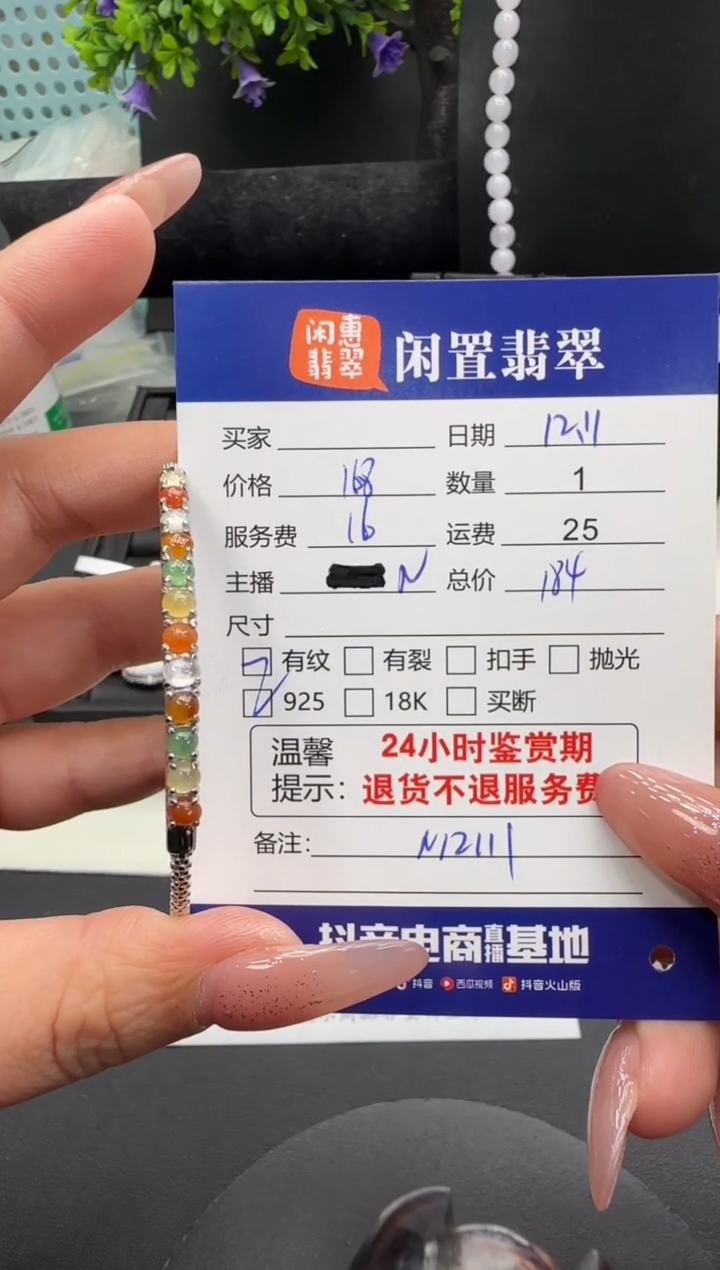 闲惠
翡翠
闲置翡翠
买家 日期 12.11
价格 168 数量 1
服务费 16 运费 25
主播 N 总价 184
尺寸
有纹 有裂 扣手 抛光
925 18K 买断
温馨 24小时鉴赏期
提示: 退货不退服务费
备注: N12111
抖音电商直播基地
抖音 西瓜视频 抖音火山版